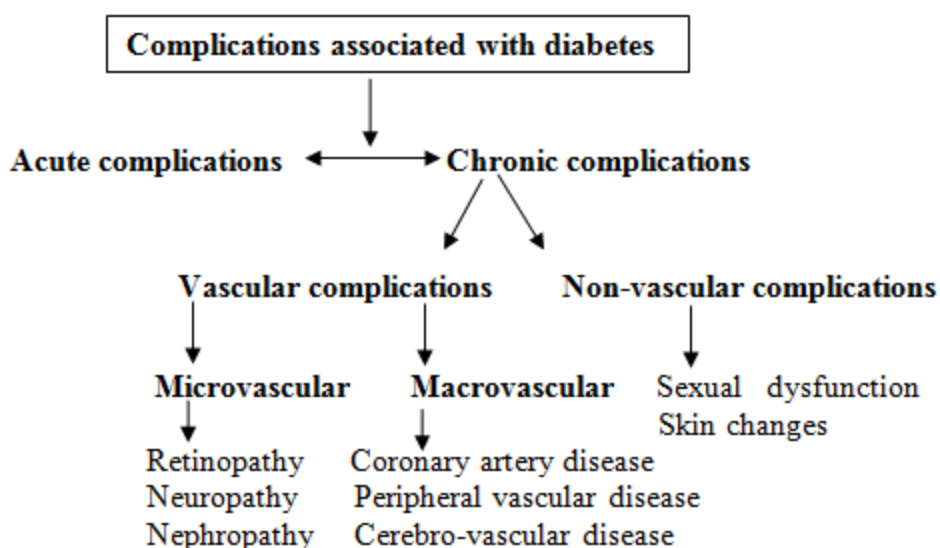 Complications associated with diabetes
Acute complications
Chronic complications
Vascular complications
Non-vascular complications
Microvascular
Macrovascular
Sexual dysfunction
Skin changes
Retinopathy
Neuropathy
Nephropathy
Coronary artery disease
Peripheral vascular disease
Cerebro-vascular disease